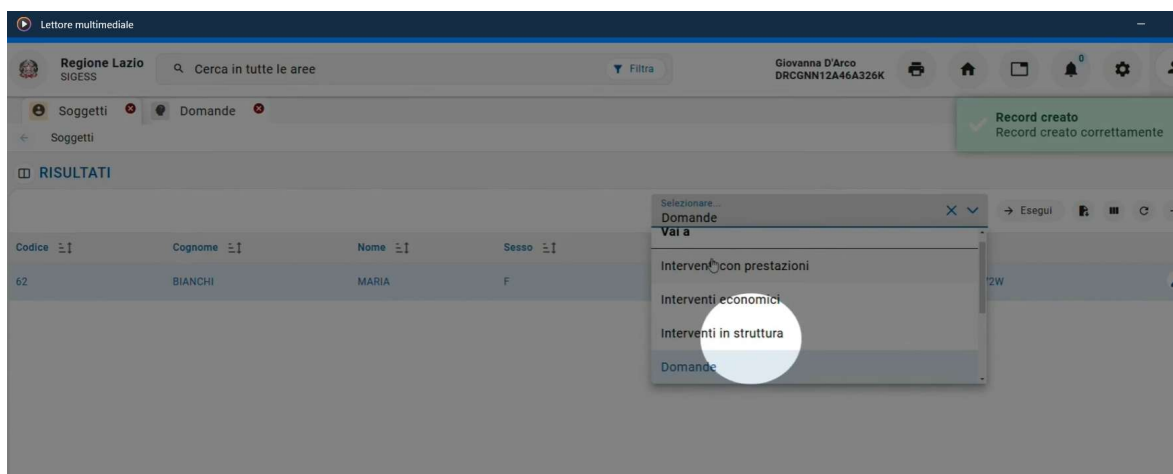 Lettore multimediale
Regione Lazio
SIGESS
Cerca in tutte le aree
Filtra
Giovanna D'Arco
DRCGNN12A46A326K
0
Soggetti
Domande
Record creato
Record creato correttamente
Soggetti
RISULTATI
Selezionare...
Domande
Esegui
Vai a
Codice Cognome Nome Sesso
Interventi con prestazioni
62 BIANCHI MARIA F 2W
Interventi economici
Interventi in struttura
Domande